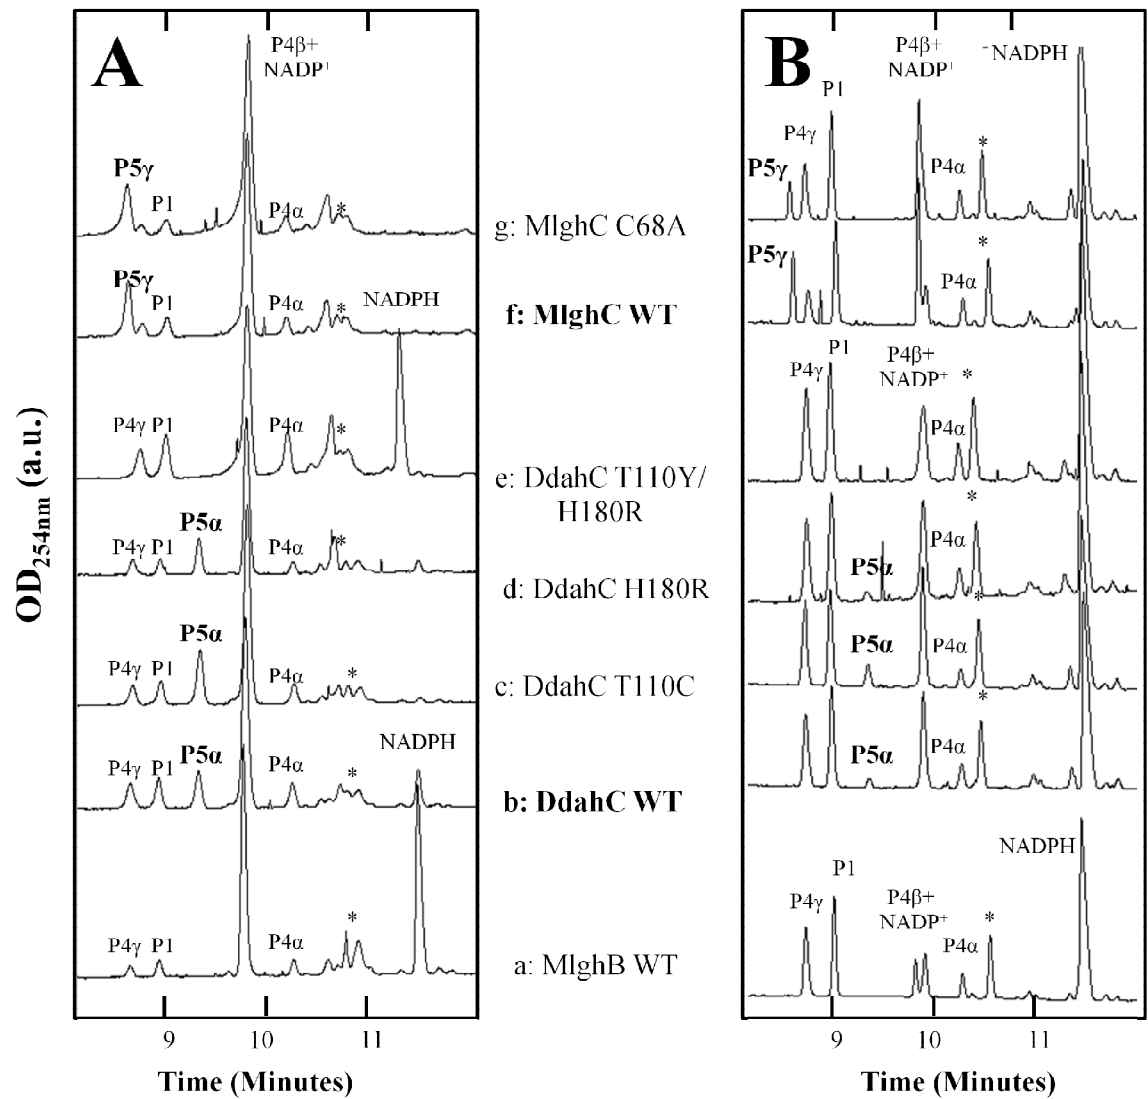 A
P4β+
NADP+
P5γ
P1
P4α
*
P5γ
P1
P4α
*
NADPH
P4γ
P1
P4α
*
P5α
P4γ
P1
P4α
*
P5α
P4γ
P1
P4α
*
NADPH
P5α
P4γ
P1
P4α
*
P4γ
P1
P4α
*
9
10
11
Time (Minutes)
OD254nm (a.u.)
g: MlghC C68A
f: MlghC WT
e: DdahC T110Y/
H180R
d: DdahC H180R
c: DdahC T110C
b: DdahC WT
a: MlghB WT
B
P4β+
NADP+
-NADPH
P1
P4γ
P5γ
P4α
*
P5γ
P4α
*
P1
P4γ
P4β+
NADP+
*
P4α
*
P4α
P5α
*
P5α
P4α
*
P5α
P4α
NADPH
P1
P4γ
P4β+
NADP+
*
P4α
9
10
11
Time (Minutes)